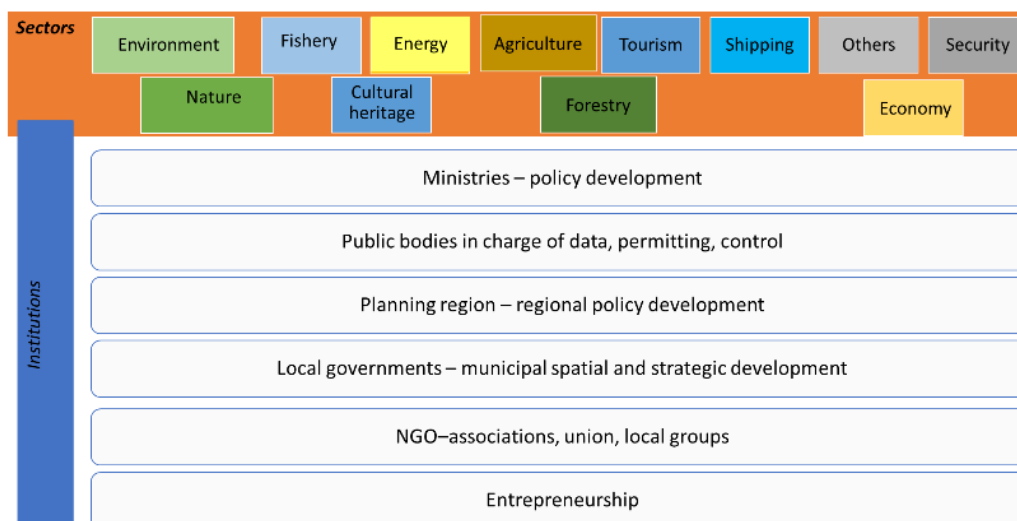 Sectors
Environment
Fishery
Energy
Agriculture
Tourism
Shipping
Others
Security
Nature
Cultural
heritage
Forestry
Economy
Institutions
Ministries – policy development
Public bodies in charge of data, permitting, control
Planning region – regional policy development
Local governments – municipal spatial and strategic development
NGO–associations, union, local groups
Entrepreneurship